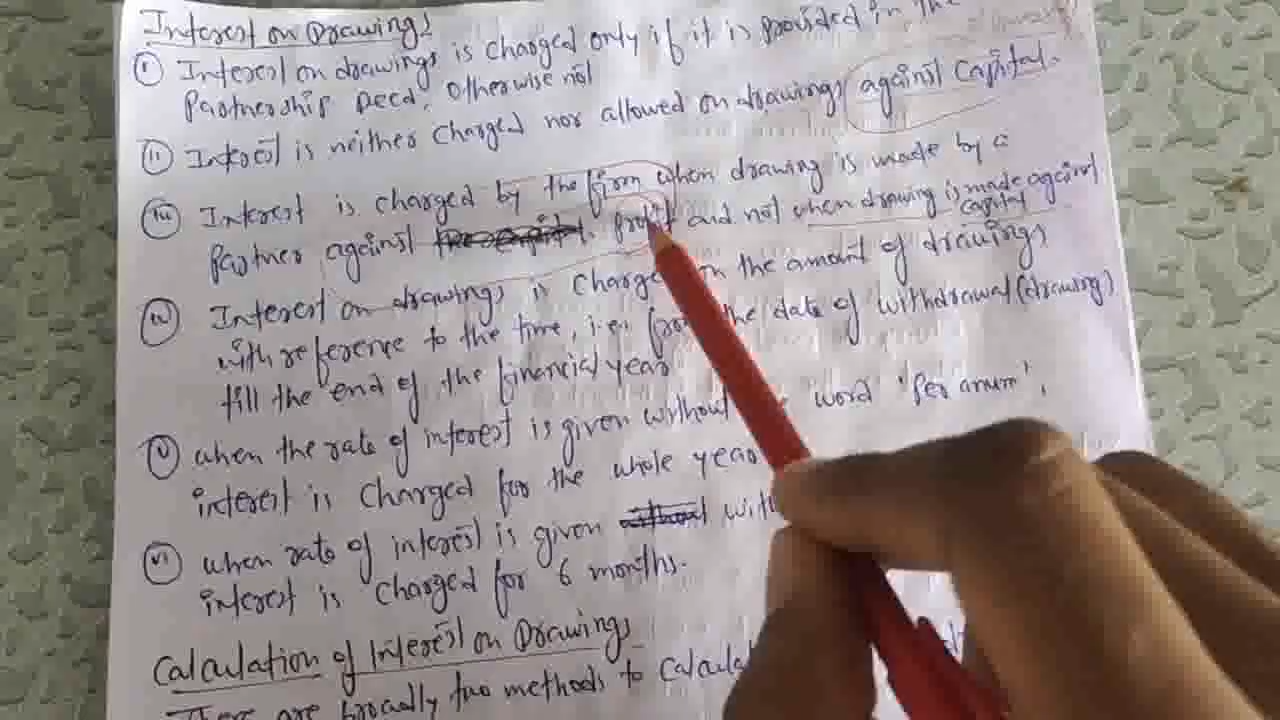 Interest on Drawings
(i) Interest on drawings is charged only if it is provided in the
Partnership Deed, otherwise not
(ii) Interest is neither charged nor allowed on drawings against Capital.
(iii) Interest is charged by the firm when drawing is made by a
Partner against profit and not when drawing is made against
capital
(iv) Interest on drawings is charged on the amount of drawings
with reference to the time, i.e. from the date of withdrawal (drawings)
till the end of the financial year
(v) when the rate of interest is given without word 'Per anum',
interest is charged for the whole year
(vi) when rate of interest is given with
interest is charged for 6 months.
Calculation of Interest on Drawings
There are broadly two methods to calculat